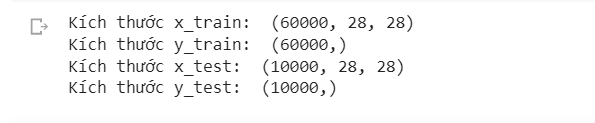 Kích thước x_train:  (60000, 28, 28)
Kích thước y_train:  (60000,)
Kích thước x_test:  (10000, 28, 28)
Kích thước y_test:  (10000,)